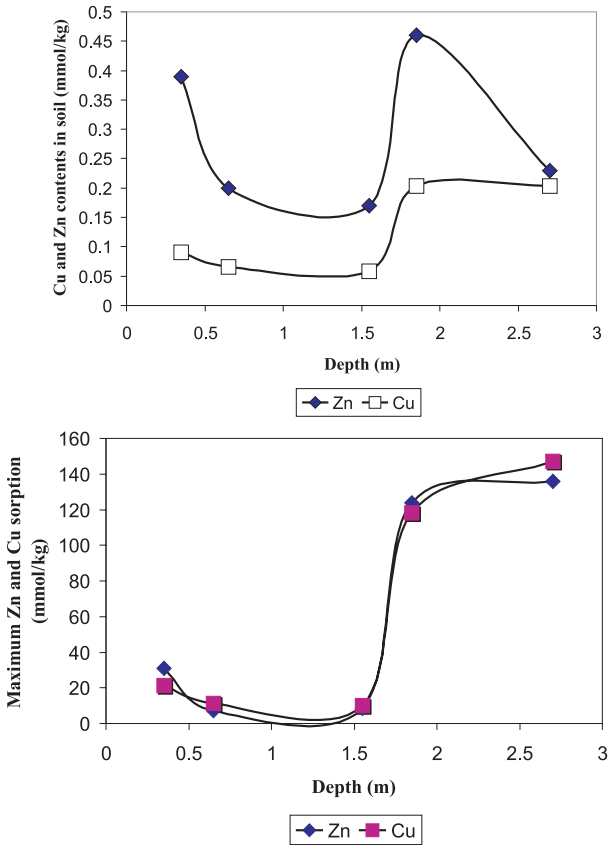 Cu and Zn contents in soil (mmol/kg)
0.5
0.45
0.4
0.35
0.3
0.25
0.2
0.15
0.1
0.05
0
0 0.5 1 1.5 2 2.5 3
Depth (m)
Zn Cu
Maximum Zn and Cu sorption
(mmol/kg)
160
140
120
100
80
60
40
20
0
0 0.5 1 1.5 2 2.5 3
Depth (m)
Zn Cu